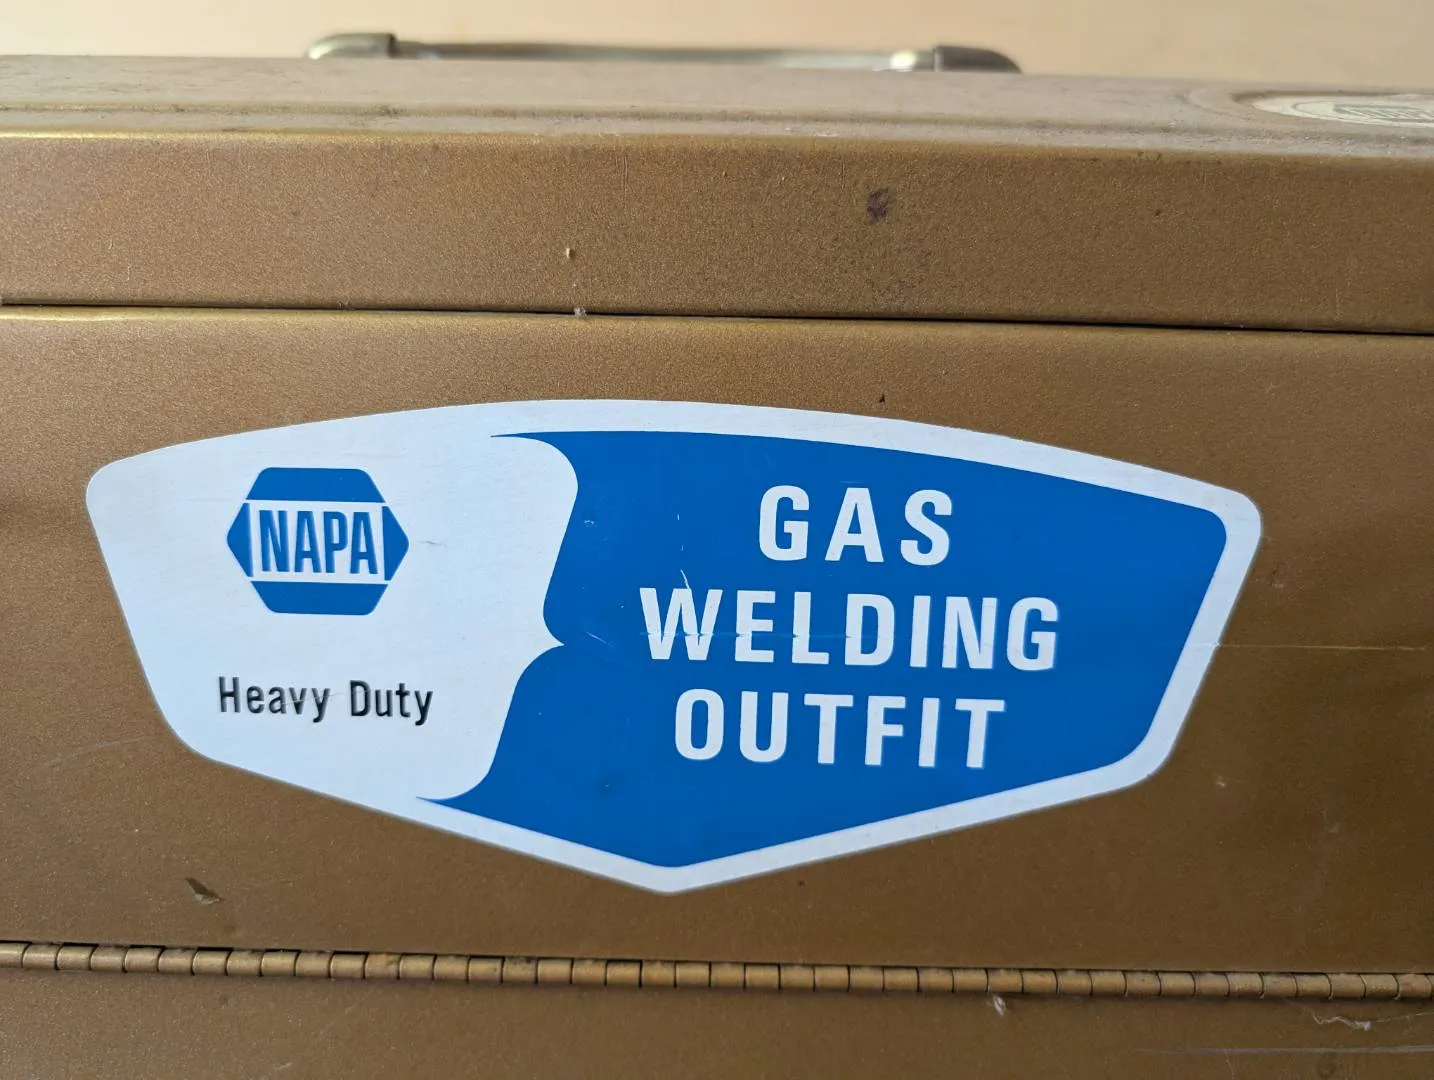 NAPA
Heavy Duty
GAS
WELDING
OUTFIT